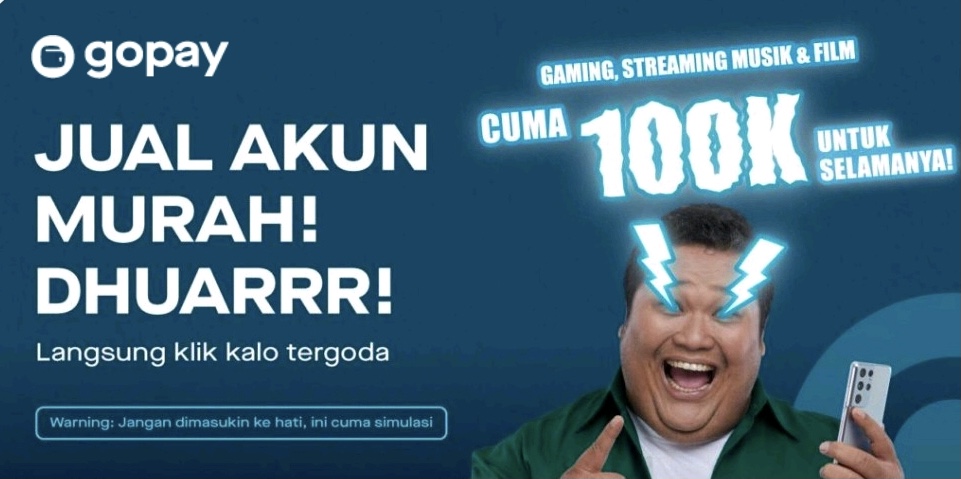 gopay
JUAL AKUN
MURAH!
DHUARRR!
Langsung klik kalo tergoda
Warning: Jangan dimasukin ke hati, ini cuma simulasi
GAMING, STREAMING MUSIK & FILM
CUMA 100K UNTUK
SELAMANYA!